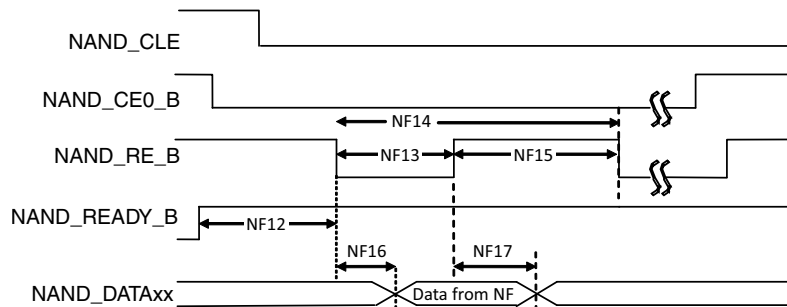 NAND_CLE
NAND_CE0_B
NF14
NAND_RE_B
NF13
NF15
NAND_READY_B
NF12
NF16
NF17
NAND_DATAxx
Data from NF